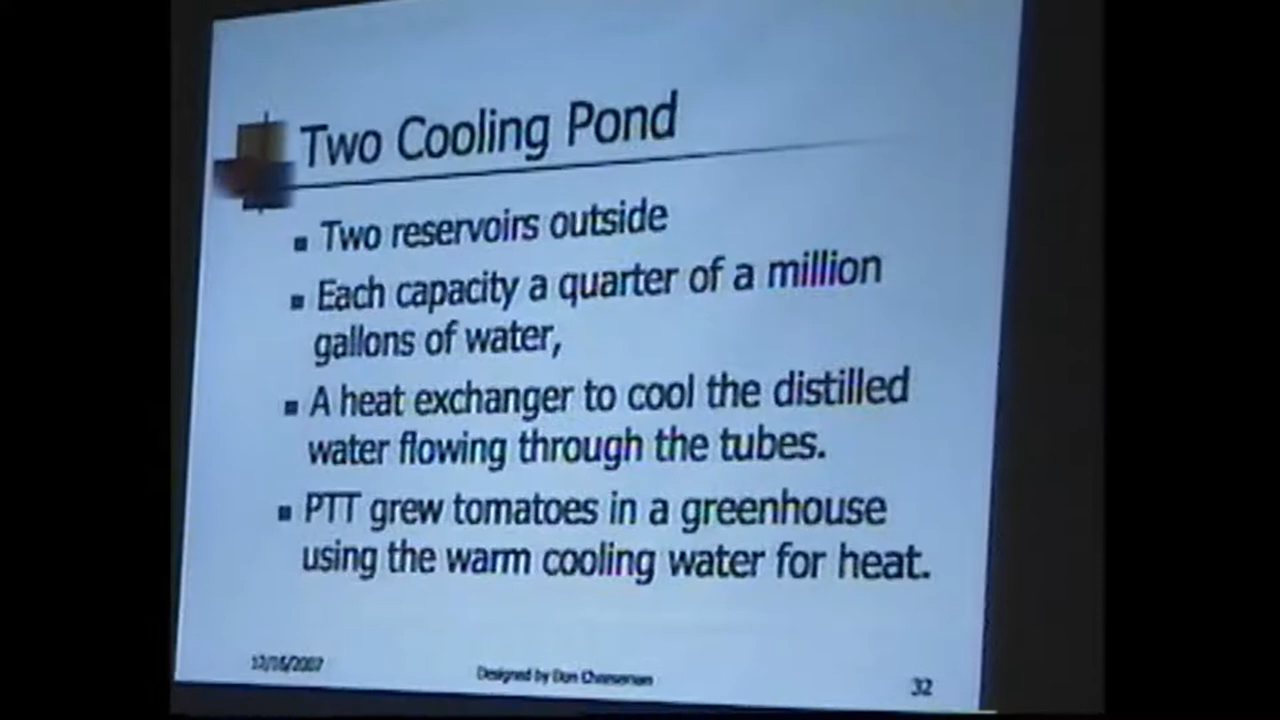 Two Cooling Pond
Two reservoirs outside
Each capacity a quarter of a million
gallons of water,
A heat exchanger to cool the distilled
water flowing through the tubes.
PTT grew tomatoes in a greenhouse
using the warm cooling water for heat.
Designed by Don Cheeseman
32